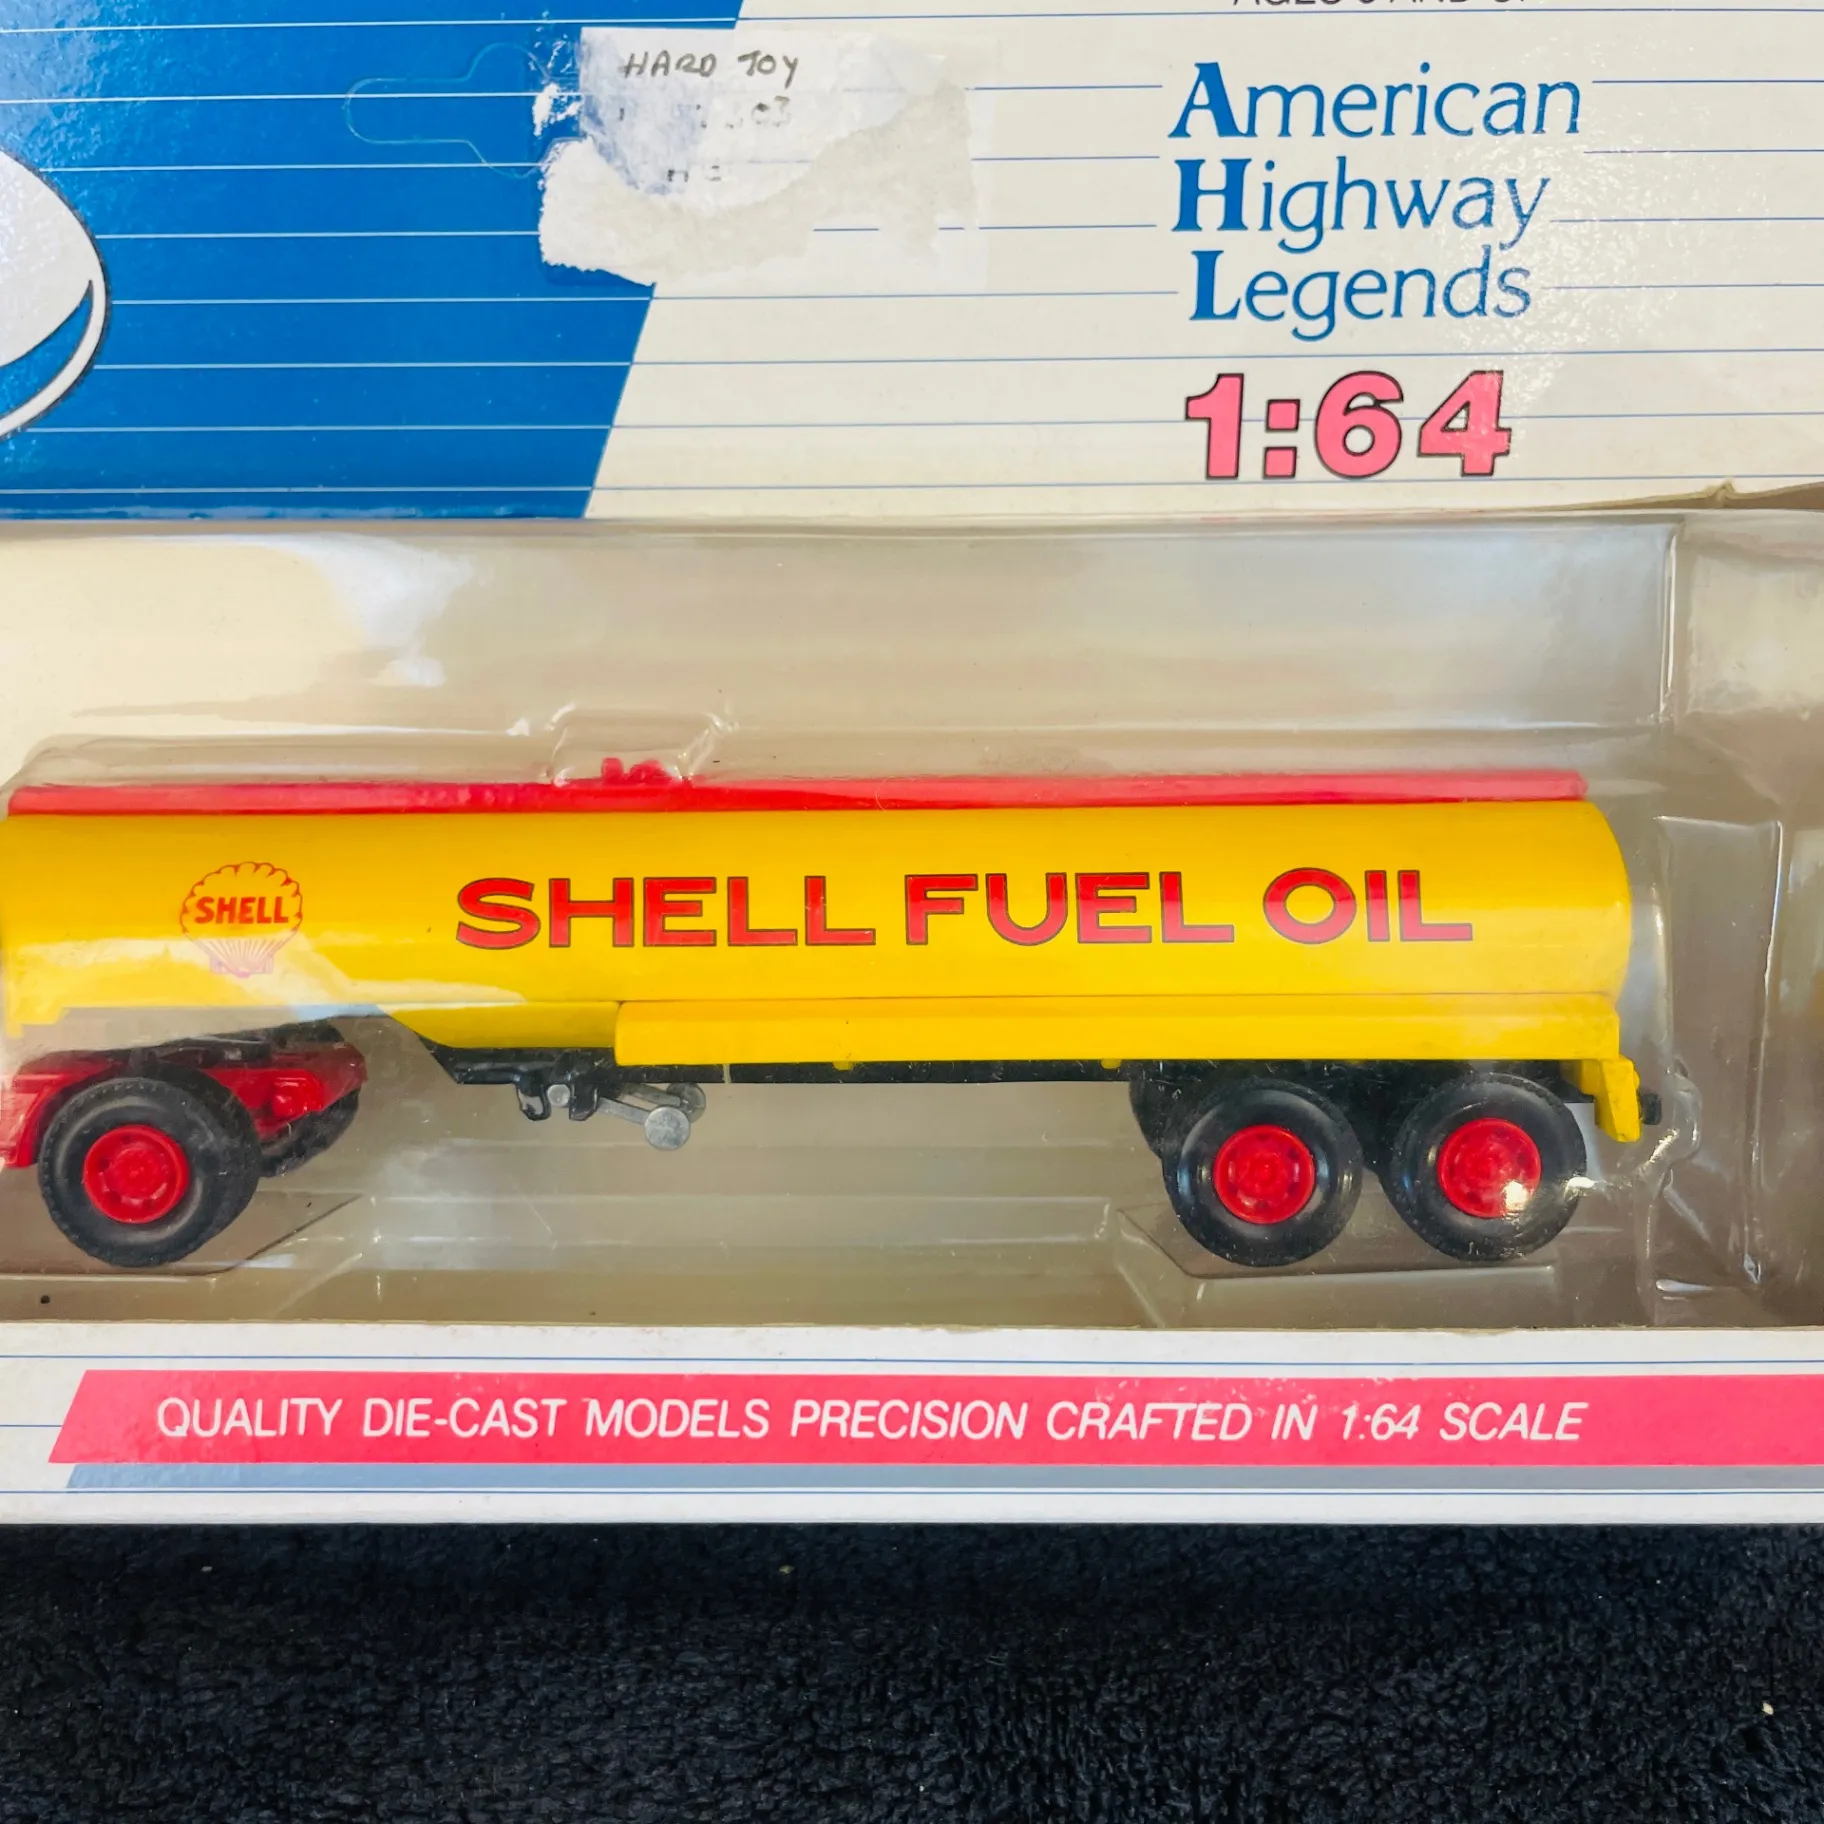 HARD TOY
American
Highway
Legends
1:64
SHELL
SHELL FUEL OIL
QUALITY DIE-CAST MODELS PRECISION CRAFTED IN 1:64 SCALE